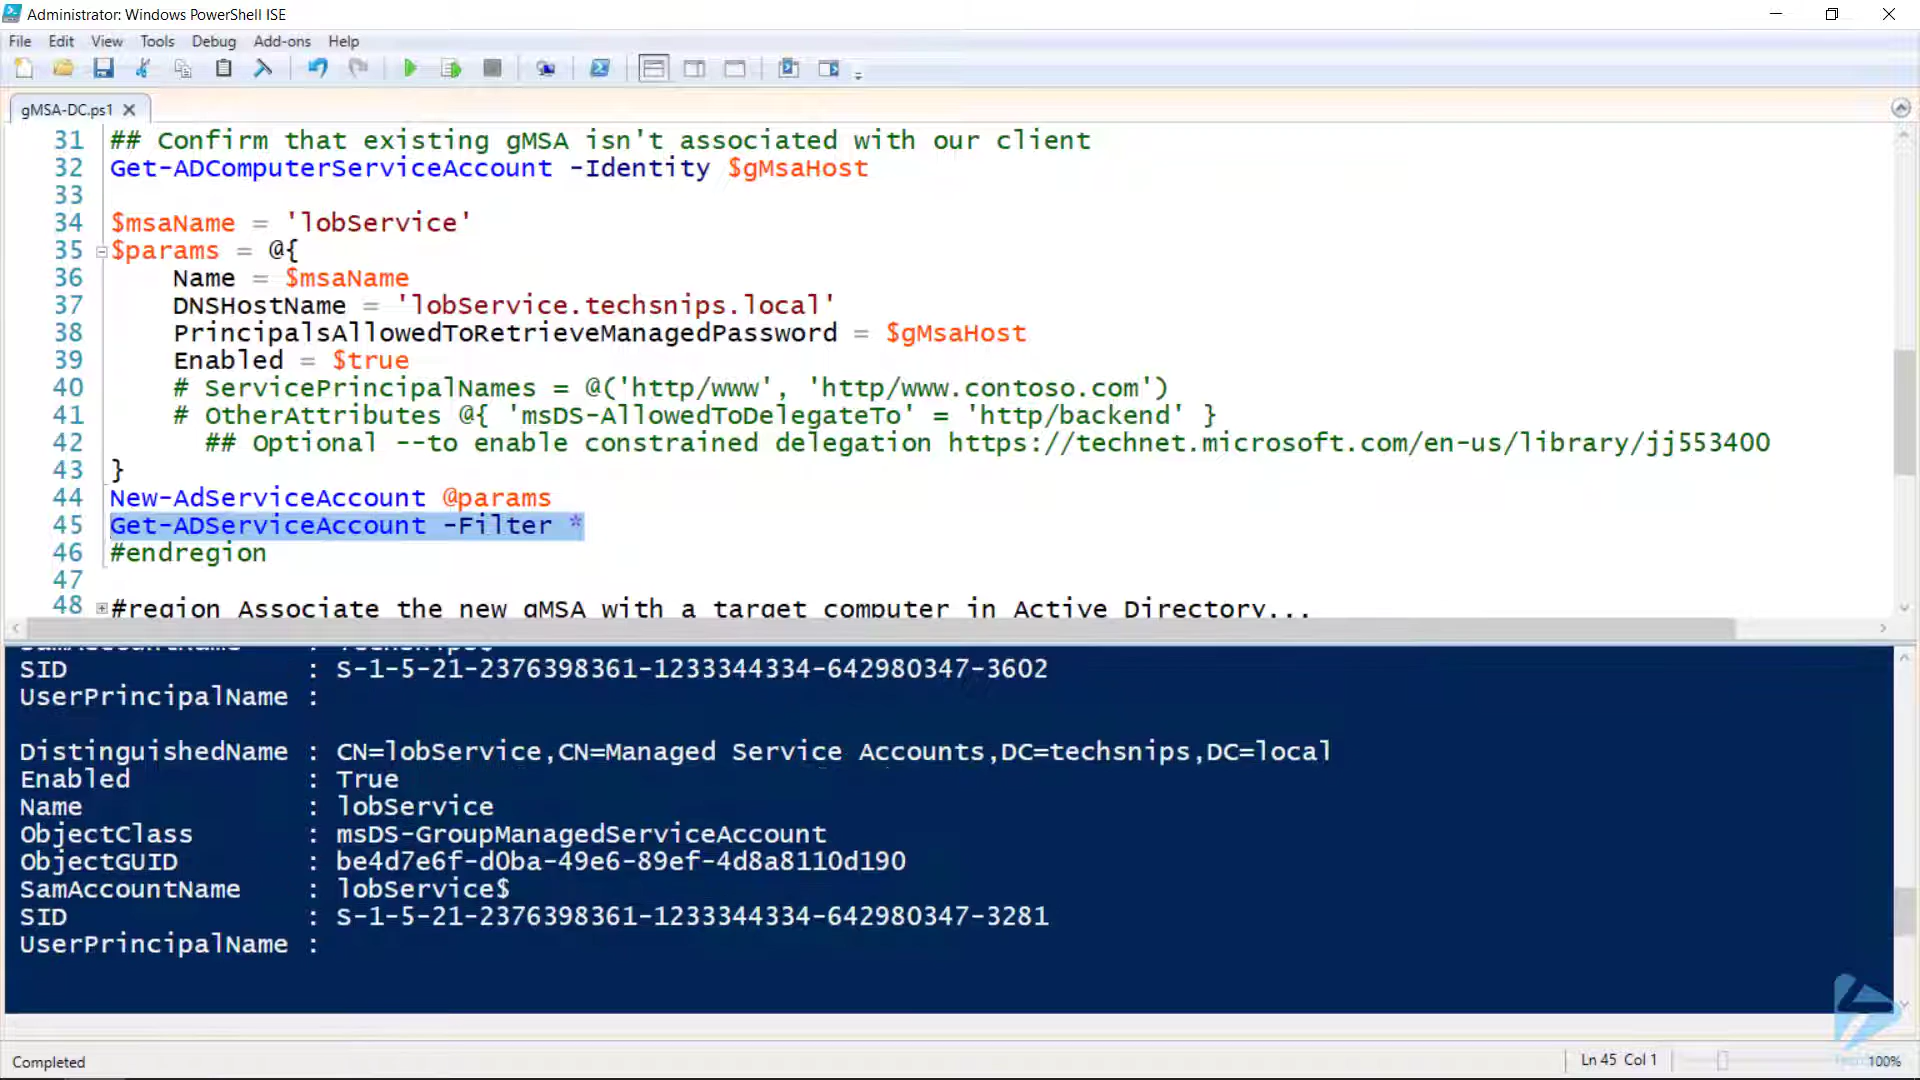 Administrator: Windows PowerShell ISE
File Edit View Tools Debug Add-ons Help
gMSA-DC.ps1
31 ## Confirm that existing gMSA isn't associated with our client
32 Get-ADComputerServiceAccount -Identity $gMsaHost
33
34 $msaName = 'lobService'
35 $params = @{
36 Name = $msaName
37 DNSHostName = 'lobService.techsnips.local'
38 PrincipalsAllowedToRetrieveManagedPassword = $gMsaHost
39 Enabled = $true
40 # ServicePrincipalNames = @('http/www', 'http/www.contoso.com')
41 # OtherAttributes @{ 'msDS-AllowedToDelegateTo' = 'http/backend' }
42 ## Optional --to enable constrained delegation https://technet.microsoft.com/en-us/library/jj553400
43 }
44 New-AdServiceAccount @params
45 Get-ADServiceAccount -Filter *
46 #endregion
47
48 #region Associate the new gMSA with a target computer in Active Directory...
SID : S-1-5-21-2376398361-1233344334-642980347-3602
UserPrincipalName :
DistinguishedName : CN=lobService,CN=Managed Service Accounts,DC=techsnips,DC=local
Enabled : True
Name : lobService
ObjectClass : msDS-GroupManagedServiceAccount
ObjectGUID : be4d7e6f-d0ba-49e6-89ef-4d8a8110d190
SamAccountName : lobService$
SID : S-1-5-21-2376398361-1233344334-642980347-3281
UserPrincipalName :
Completed
Ln 45 Col 1
100%